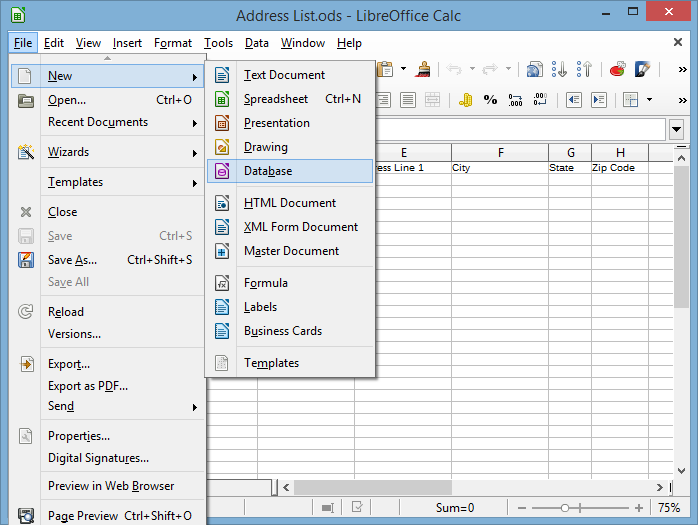 Address List.ods - LibreOffice Calc
File Edit View Insert Format Tools Data Window Help
New
Open... Ctrl+O
Recent Documents
Wizards
Templates
Close
Save Ctrl+S
Save As... Ctrl+Shift+S
Save All
Reload
Versions...
Export...
Export as PDF...
Send
Properties...
Digital Signatures...
Preview in Web Browser
Page Preview Ctrl+Shift+O
Text Document
Spreadsheet Ctrl+N
Presentation
Drawing
Database
HTML Document
XML Form Document
Master Document
Formula
Labels
Business Cards
Templates
% .000 .000
E F G H
ress Line 1 City State Zip Code
Sum=0 75%